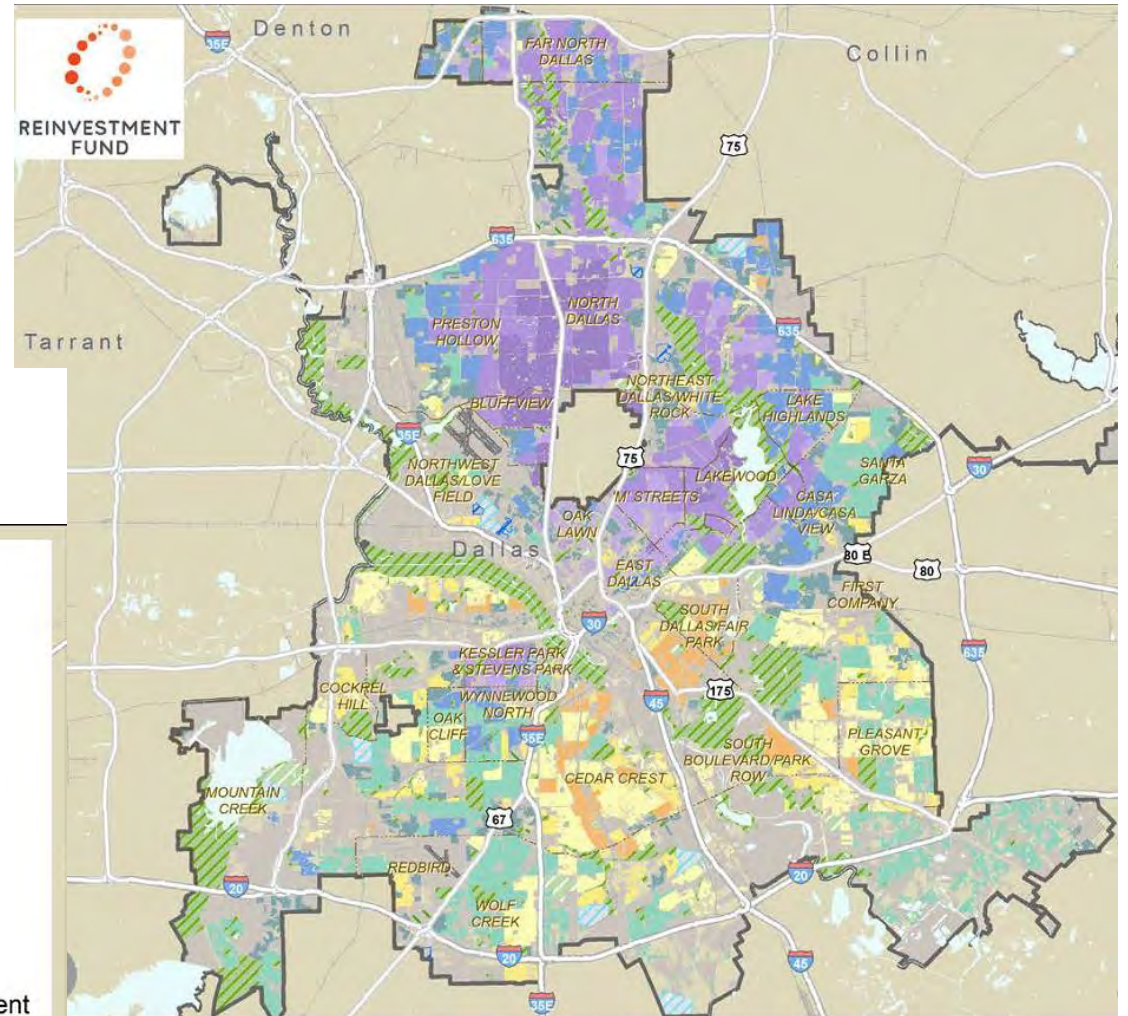 REINVESTMENT
FUND
Denton
35E
FAR NORTH
DALLAS
Collin
75
635
Tarrant
PRESTON
HOLLOW
NORTH
DALLAS
635
NORTHEAST
DALLAS/WHITE
ROCK
LAKE
HIGHLANDS
BLUFFVIEW
35E
75
NORTHWEST
DALLAS/LOVE
FIELD
LAKEWOOD
SANTA
GARZA
30
'M' STREETS
CASA
LINDA/CASA
VIEW
OAK
LAWN
Dallas
EAST
DALLAS
80 E
80
FIRST
COMPANY
30
SOUTH
DALLAS/FAIR
PARK
KESSLER PARK
& STEVENS PARK
635
COCKREL
HILL
WYNNEWOOD
NORTH
175
45
OAK
CLIFF
35E
SOUTH
BOULEVARD/PARK
ROW
PLEASANT
GROVE
CEDAR CREST
MOUNTAIN
CREEK
67
REDBIRD
20
20
WOLF
CREEK
20
45
35E
ent